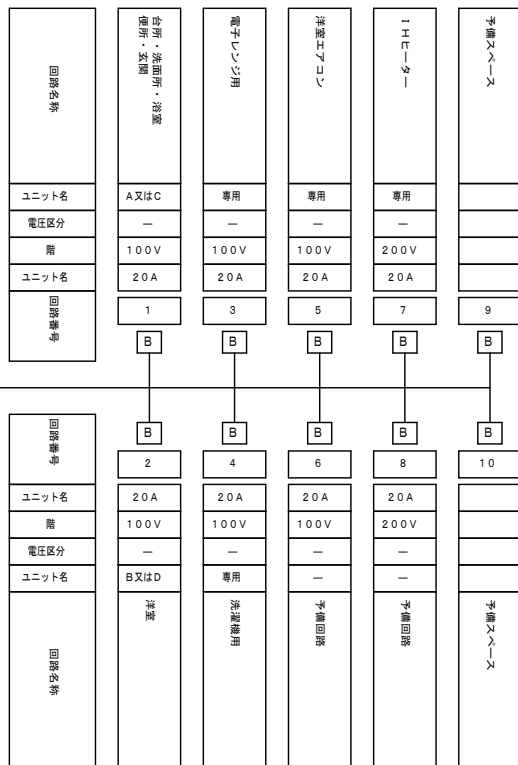 回路名称
台所・洗面所・浴室
便所・玄関
電子レンジ用
洋室エアコン
IHヒーター
予備スペース
ユニット名 A又はC 専用 専用 専用
電圧区分 — — — —
階 100V 100V 100V 200V
ユニット名 20A 20A 20A 20A
回路番号 1 3 5 7 9
B B B B B
B B B B B
回路番号 2 4 6 8 10
ユニット名 20A 20A 20A 20A
階 100V 100V 100V 200V
電圧区分 — — — —
ユニット名 B又はD 専用 — —
回路名称
洋室
洗濯機用
予備回路
予備回路
予備スペース